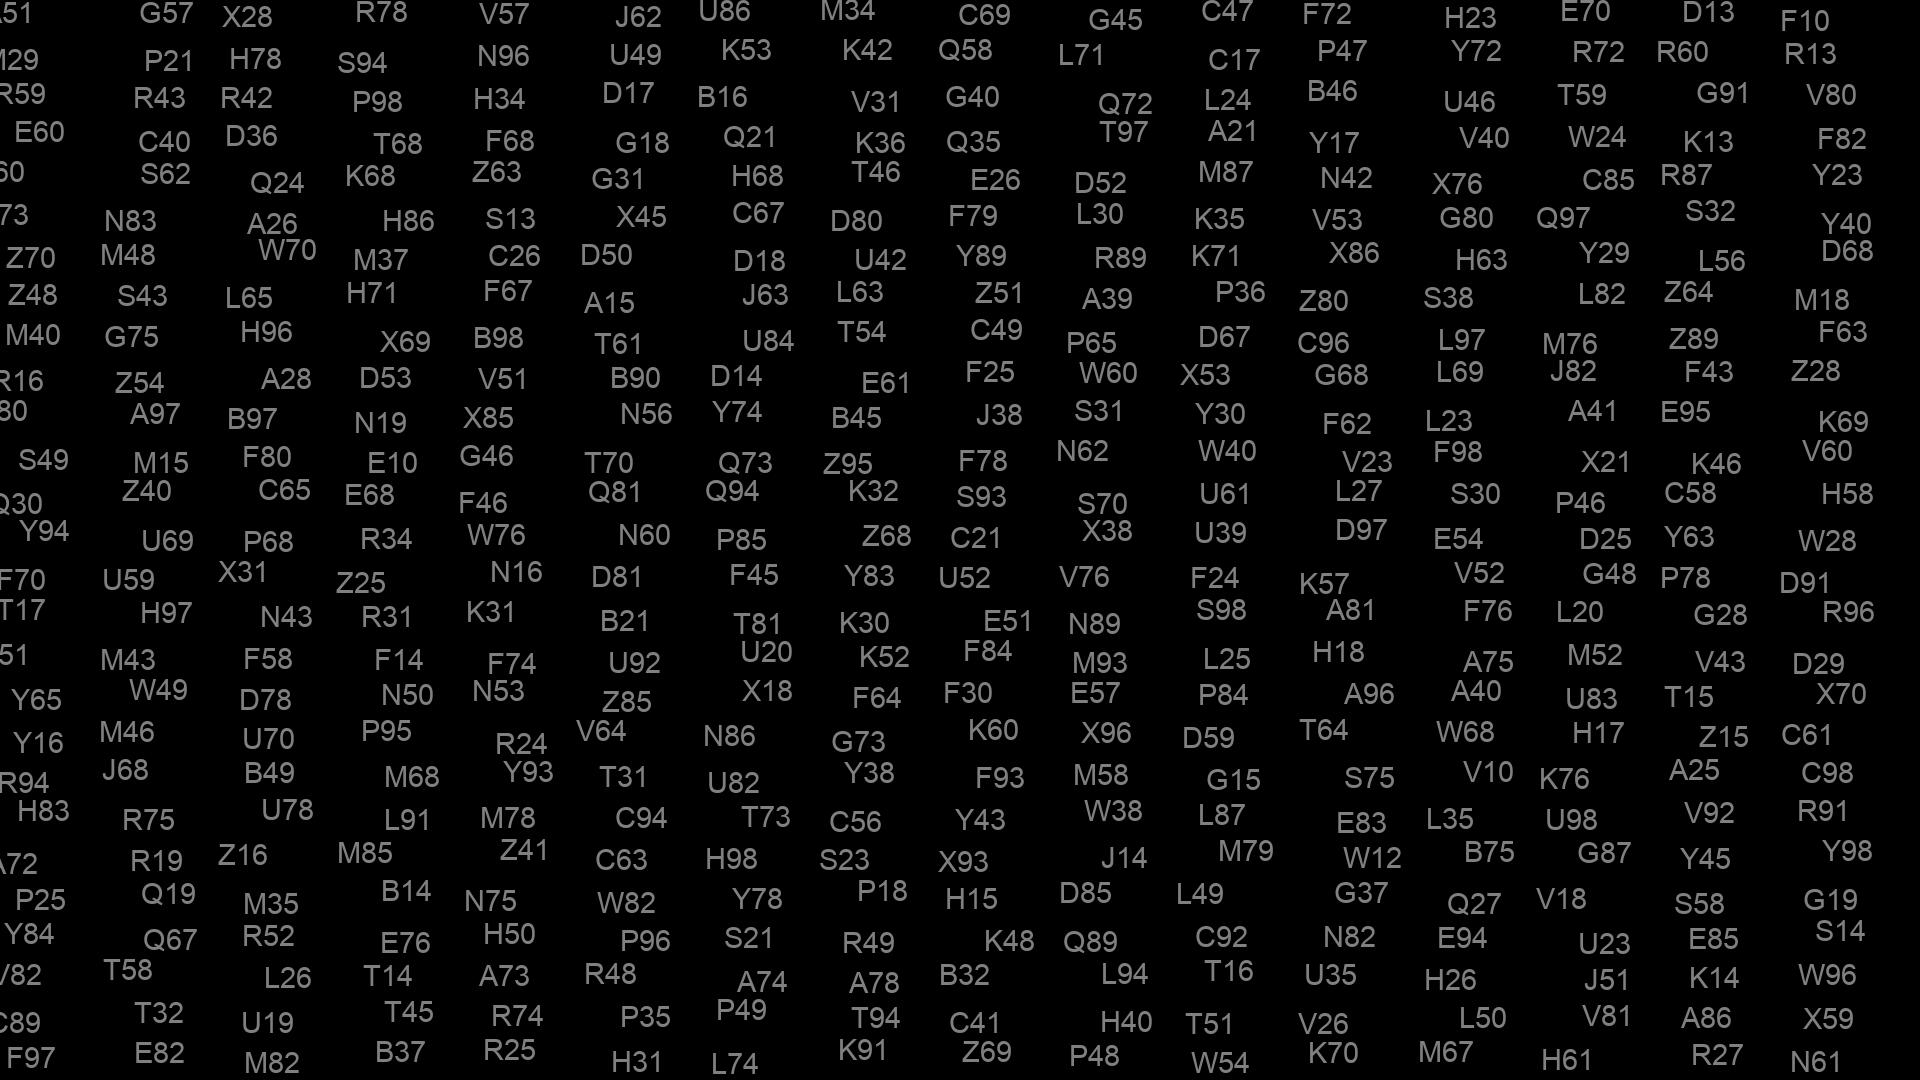 51 G57 X28 R78 V57 J62 U86 M34 C69 G45 C47 F72 H23 E70 D13 F10
M29 P21 H78 S94 N96 U49 K53 K42 Q58 L71 C17 P47 Y72 R72 R60 R13
R59 R43 R42 P98 H34 D17 B16 V31 G40 Q72 L24 B46 U46 T59 G91 V80
E60 C40 D36 T68 F68 G18 Q21 K36 Q35 T97 A21 Y17 V40 W24 K13 F82
60 S62 Q24 K68 Z63 G31 H68 T46 E26 D52 M87 N42 X76 C85 R87 Y23
73 N83 A26 H86 S13 X45 C67 D80 F79 L30 K35 V53 G80 Q97 S32 Y40
Z70 M48 W70 M37 C26 D50 D18 U42 Y89 R89 K71 X86 H63 Y29 L56 D68
Z48 S43 L65 H71 F67 A15 J63 L63 Z51 A39 P36 Z80 S38 L82 Z64 M18
M40 G75 H96 X69 B98 T61 U84 T54 C49 P65 D67 C96 L97 M76 Z89 F63
R16 Z54 A28 D53 V51 B90 D14 E61 F25 W60 X53 G68 L69 J82 F43 Z28
80 A97 B97 N19 X85 N56 Y74 B45 J38 S31 Y30 F62 L23 A41 E95 K69
S49 M15 F80 E10 G46 T70 Q73 Z95 F78 N62 W40 V23 F98 X21 K46 V60
Q30 Z40 C65 E68 F46 Q81 Q94 K32 S93 S70 U61 L27 S30 P46 C58 H58
Y94 U69 P68 R34 W76 N60 P85 Z68 C21 X38 U39 D97 E54 D25 Y63 W28
F70 U59 X31 Z25 N16 D81 F45 Y83 U52 V76 F24 K57 V52 G48 P78 D91
T17 H97 N43 R31 K31 B21 T81 K30 E51 N89 S98 A81 F76 L20 G28 R96
51 M43 F58 F14 F74 U92 U20 K52 F84 M93 L25 H18 A75 M52 V43 D29
Y65 W49 D78 N50 N53 Z85 X18 F64 F30 E57 P84 A96 A40 U83 T15 X70
Y16 M46 U70 P95 R24 V64 N86 G73 K60 X96 D59 T64 W68 H17 Z15 C61
R94 J68 B49 M68 Y93 T31 U82 Y38 F93 M58 G15 S75 V10 K76 A25 C98
H83 R75 U78 L91 M78 C94 T73 C56 Y43 W38 L87 E83 L35 U98 V92 R91
A72 R19 Z16 M85 Z41 C63 H98 S23 X93 J14 M79 W12 B75 G87 Y45 Y98
P25 Q19 M35 B14 N75 W82 Y78 P18 H15 D85 L49 G37 Q27 V18 S58 G19
Y84 Q67 R52 E76 H50 P96 S21 R49 K48 Q89 C92 N82 E94 U23 E85 S14
V82 T58 L26 T14 A73 R48 A74 A78 B32 L94 T16 U35 H26 J51 K14 W96
C89 T32 U19 T45 R74 P35 P49 T94 C41 H40 T51 V26 L50 V81 A86 X59
F97 E82 M82 B37 R25 H31 L74 K91 Z69 P48 W54 K70 M67 H61 R27 N61